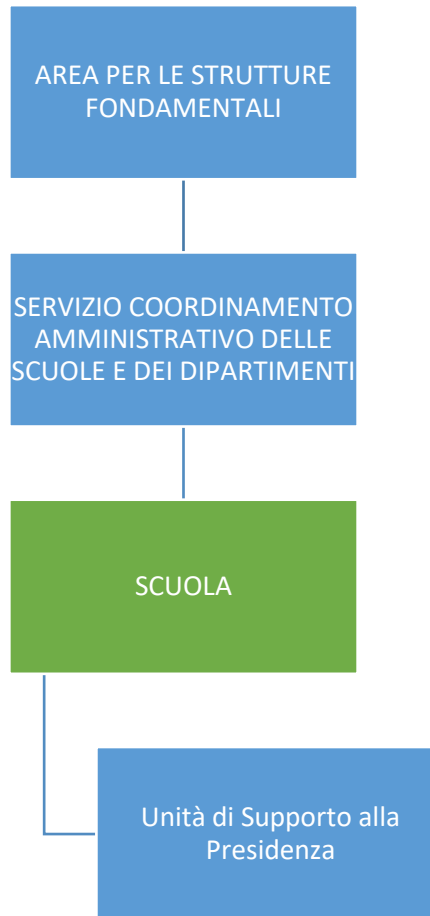 AREA PER LE STRUTTURE
FONDAMENTALI
SERVIZIO COORDINAMENTO
AMMINISTRATIVO DELLE
SCUOLE E DEI DIPARTIMENTI
SCUOLA
Unità di Supporto alla
Presidenza